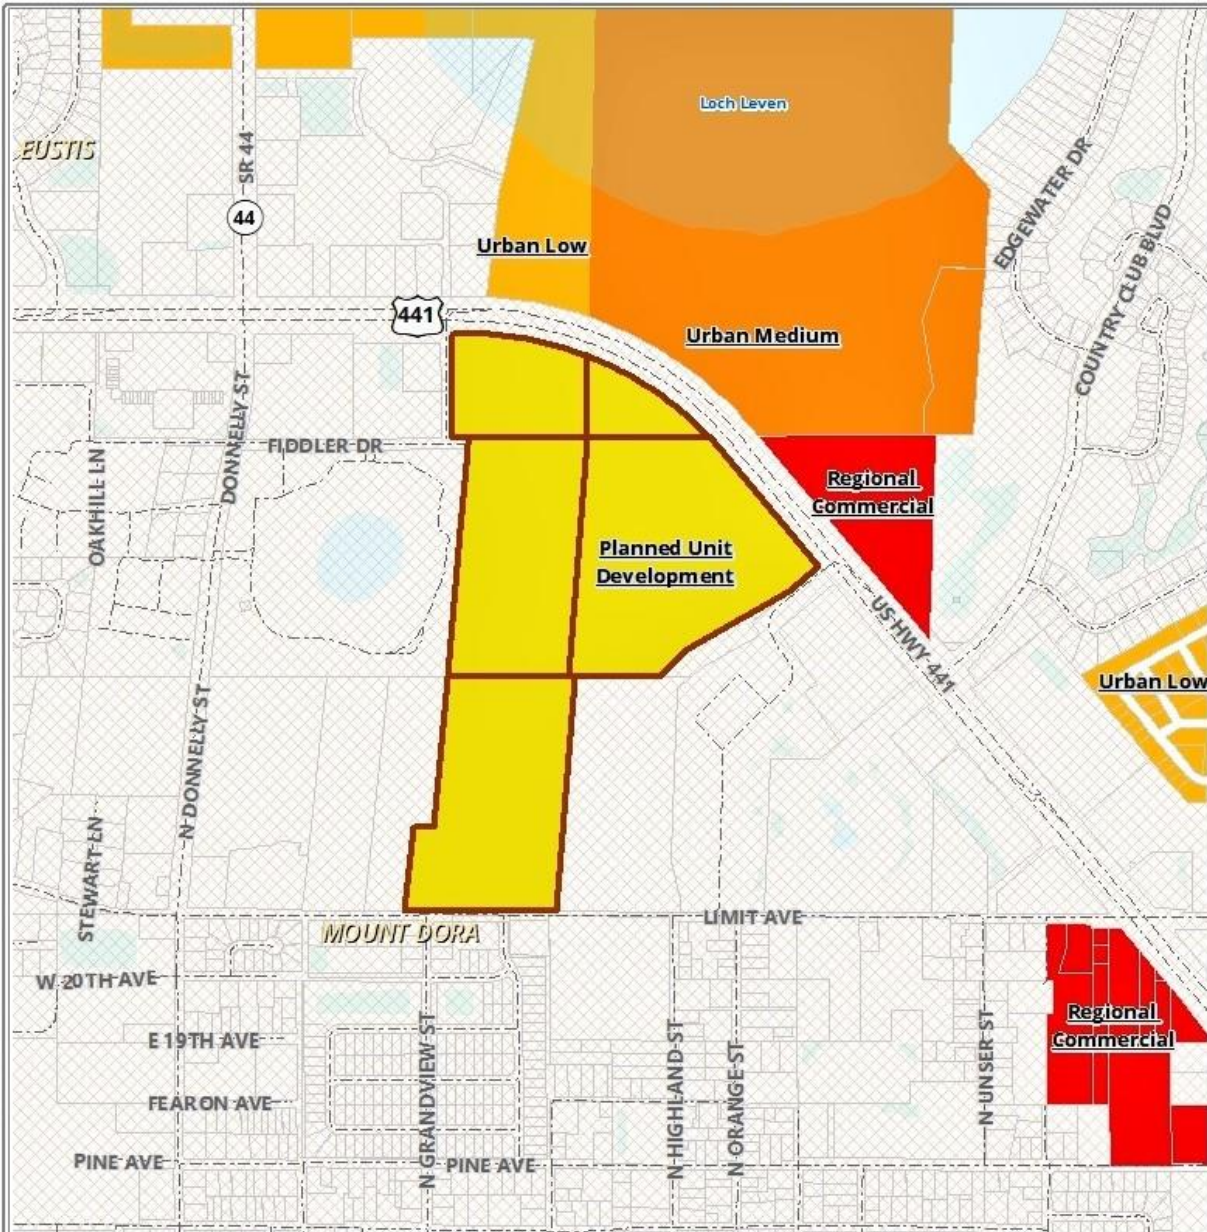 Loch Leven
EUSTIS
SR 44
EDGEWATER DR
44
COUNTRY CLUB BLVD
Urban Low
441
Urban Medium
DONNELLY ST
FIDDLER DR
OAKHILL LN
Regional
Commercial
Planned Unit
Development
US HWY 441
Urban Low
N DONNELLY ST
STEWART LN
LIMIT AVE
MOUNT DORA
W 20TH AVE
Regional
Commercial
E 19TH AVE
N GRANDVIEW ST
N HIGHLAND ST
N ORANGE ST
N UNSER ST
FEARON AVE
PINE AVE
PINE AVE